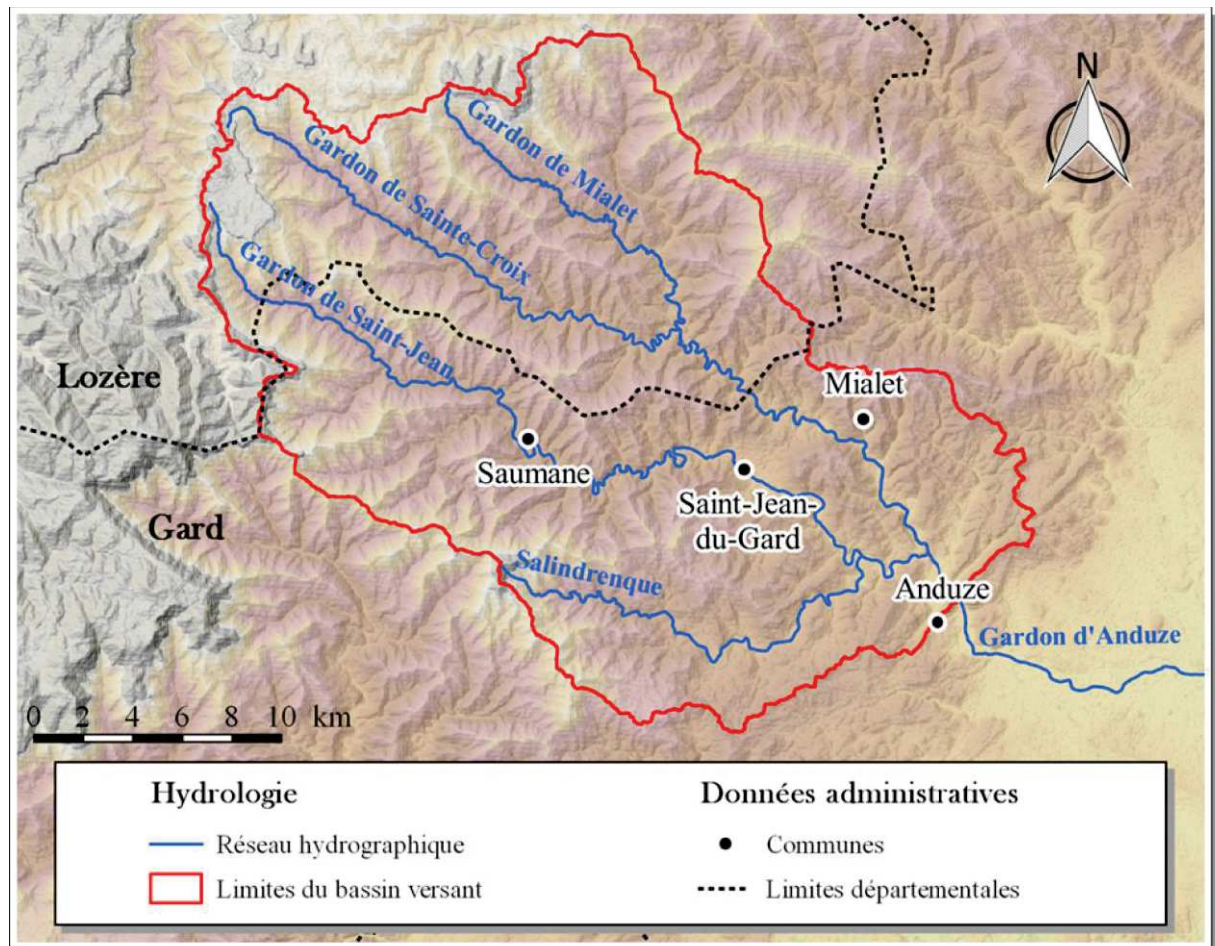 N
Gardon de Mialet
Gardon de Sainte-Croix
Gardon de Saint-Jean
Lozère
Mialet
Saumane
Saint-Jean-
du-Gard
Gard
Salindrenque
Anduze
Gardon d'Anduze
0 2 4 6 8 10 km
Hydrologie
Réseau hydrographique
Limites du bassin versant
Données administratives
Communes
Limites départementales